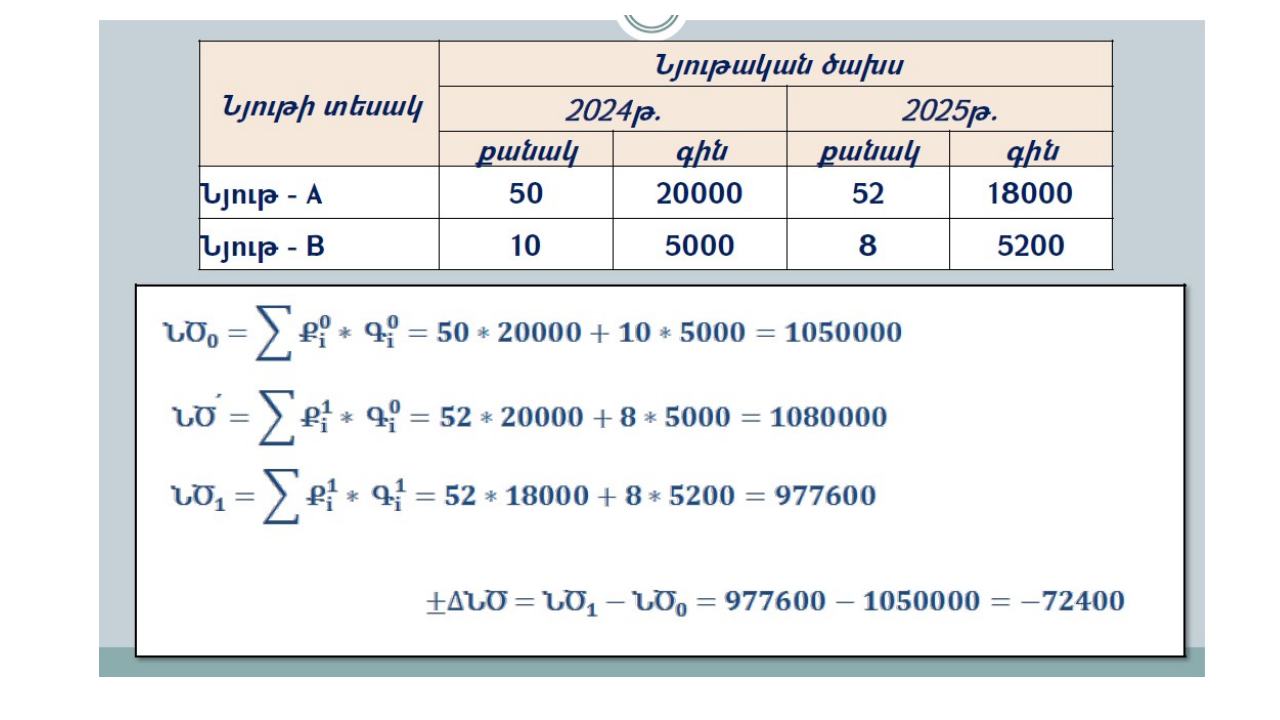 Նյութի տեսակ Նյութական ծախս
2024թ. 2025թ.
քանակ գին քանակ գին
Նյութ - A 50 20000 52 18000
Նյութ - B 10 5000 8 5200
ՆԾ₀ = ∑ Քᵢ⁰ * Գᵢ⁰ = 50 * 20000 + 10 * 5000 = 1050000
ՆԾ′ = ∑ Քᵢ¹ * Գᵢ⁰ = 52 * 20000 + 8 * 5000 = 1080000
ՆԾ₁ = ∑ Քᵢ¹ * Գᵢ¹ = 52 * 18000 + 8 * 5200 = 977600
±ΔՆԾ = ՆԾ₁ − ՆԾ₀ = 977600 − 1050000 = −72400